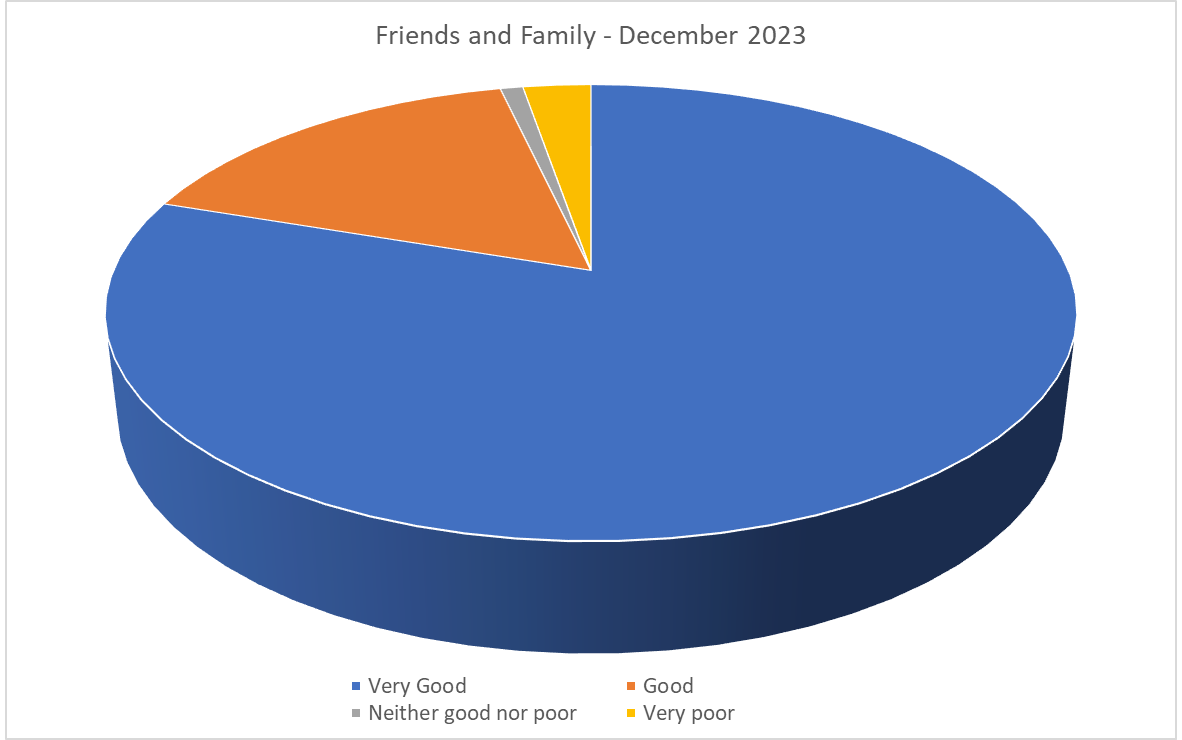 Friends and Family - December 2023
Very Good
Good
Neither good nor poor
Very poor